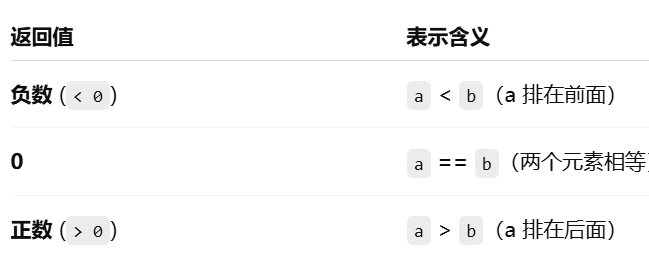 返回值 表示含义
负数 (< 0) a < b（a 排在前面）
0 a == b（两个元素相等）
正数 (> 0) a > b（a 排在后面）